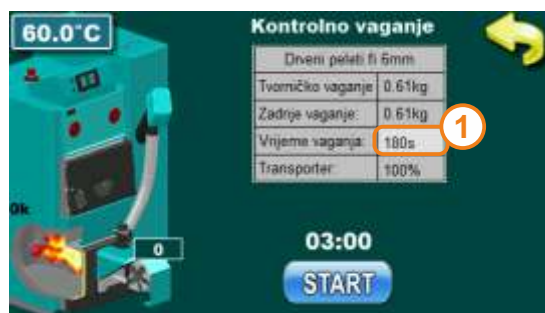 60.0°C
Kontrolno vaganje
Drveni peleti fi 6mm
Tvorničko vaganje 0.61kg
Zadnje vaganje: 0.61kg
Vrijeme vaganja: 180s
1
Transporter: 100%
0k
0
03:00
START